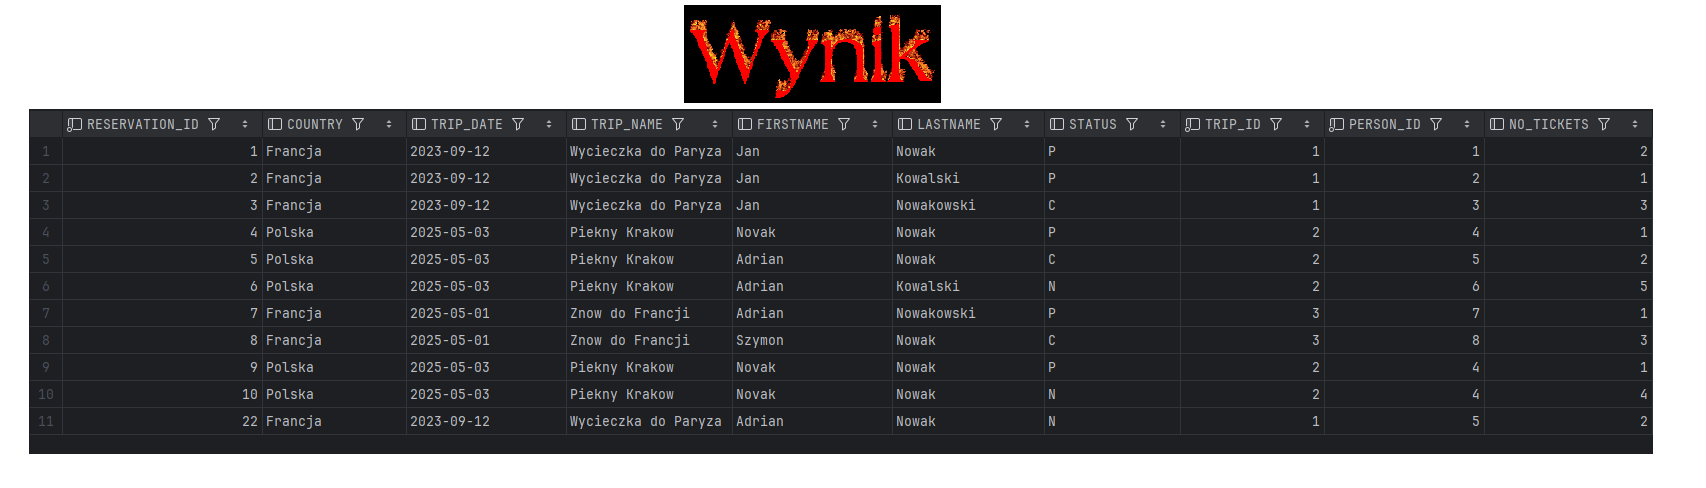 Wynik
RESERVATION_ID COUNTRY TRIP_DATE TRIP_NAME FIRSTNAME LASTNAME STATUS TRIP_ID PERSON_ID NO_TICKETS
1 1 Francja 2023-09-12 Wycieczka do Paryza Jan Nowak P 1 1 2
2 2 Francja 2023-09-12 Wycieczka do Paryza Jan Kowalski P 1 2 1
3 3 Francja 2023-09-12 Wycieczka do Paryza Jan Nowakowski C 1 3 3
4 4 Polska 2025-05-03 Piekny Krakow Novak Nowak P 2 4 1
5 5 Polska 2025-05-03 Piekny Krakow Adrian Nowak C 2 5 2
6 6 Polska 2025-05-03 Piekny Krakow Adrian Kowalski N 2 6 5
7 7 Francja 2025-05-01 Znow do Francji Adrian Nowakowski P 3 7 1
8 8 Francja 2025-05-01 Znow do Francji Szymon Nowak C 3 8 3
9 9 Polska 2025-05-03 Piekny Krakow Novak Nowak P 2 4 1
10 10 Polska 2025-05-03 Piekny Krakow Novak Nowak N 2 4 4
11 22 Francja 2023-09-12 Wycieczka do Paryza Adrian Nowak N 1 5 2